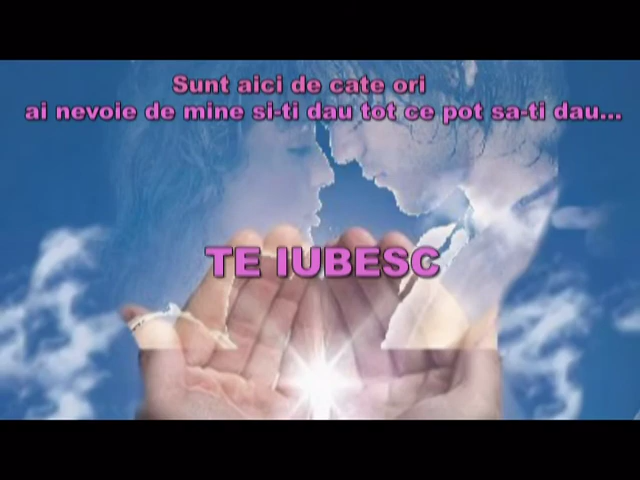 Sunt aici de cate ori
ai nevoie de mine si-ti dau tot ce pot sa-ti dau...
TE IUBESC